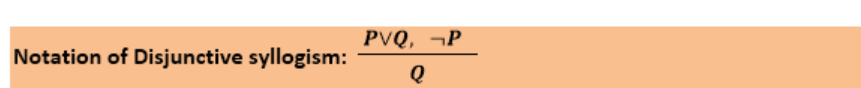 Notation of Disjunctive syllogism: P∨Q, ¬P
Q